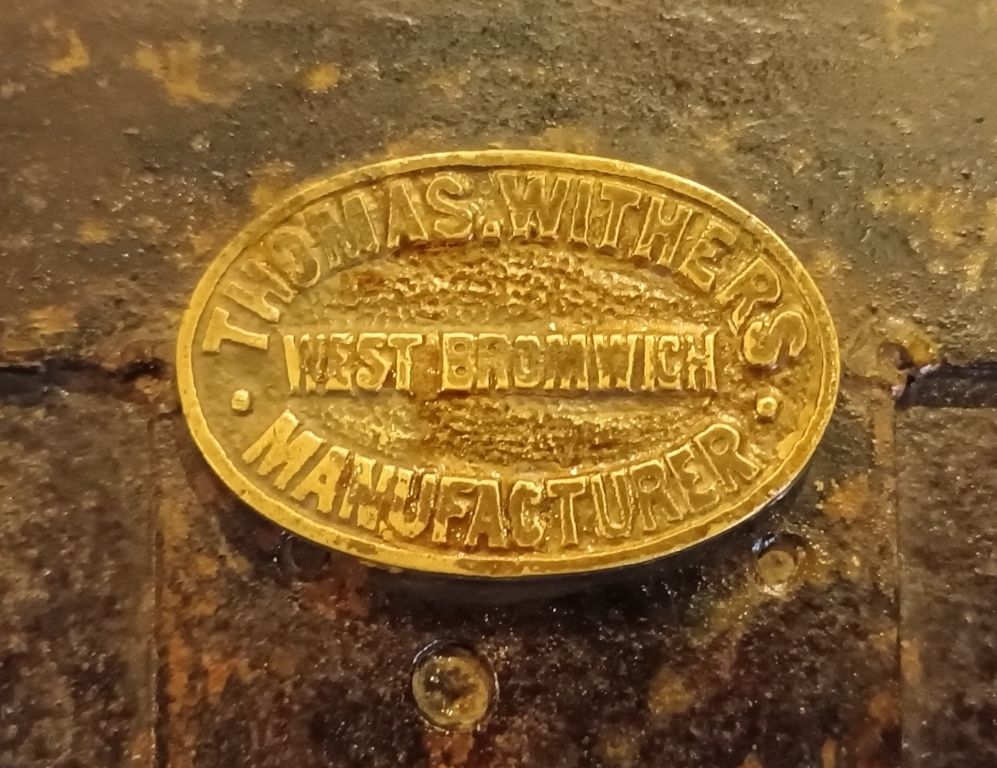 THOMAS. WITHERS
WEST BROMWICH
MANUFACTURER